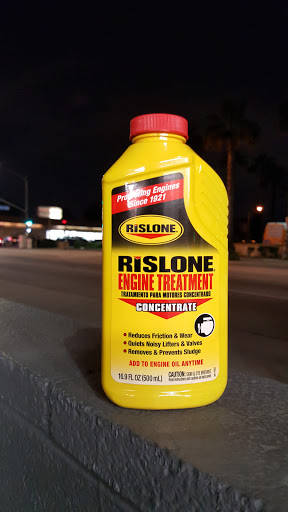 Protecting Engines
Since 1921
RiSLONE
RiSLONE
ENGINE TREATMENT
TRATAMIENTO PARA MOTORES CONCENTRADO
CONCENTRATE
• Reduces Friction & Wear
• Quiets Noisy Lifters & Valves
• Removes & Prevents Sludge
ADD TO ENGINE OIL ANYTIME
16.9 FL OZ (500 mL)
CAUTION: